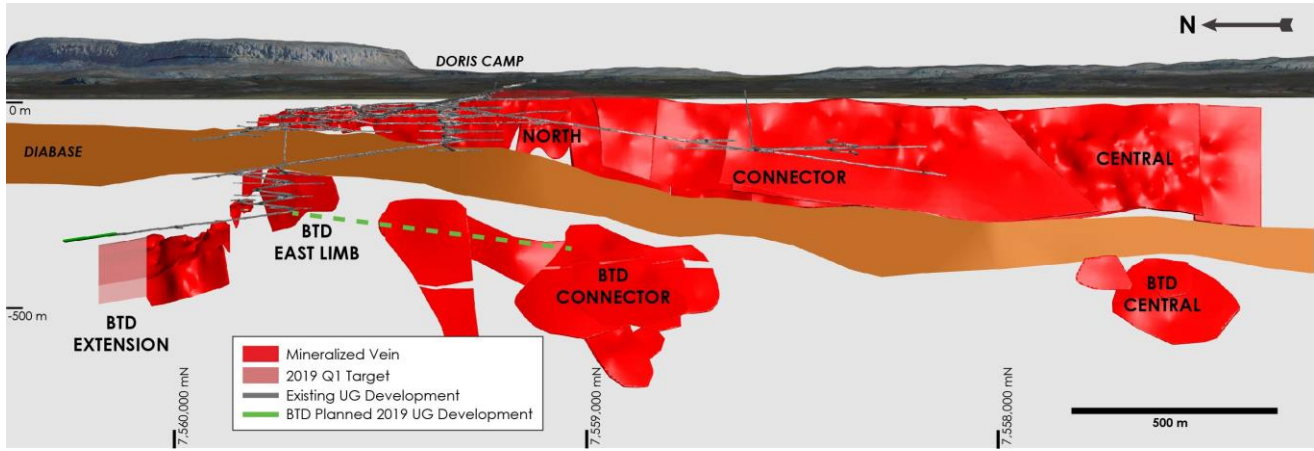 N
DORIS CAMP
0 m
DIABASE
NORTH
CONNECTOR
CENTRAL
BTD
EAST LIMB
BTD
CONNECTOR
BTD
CENTRAL
-500 m
BTD
EXTENSION
Mineralized Vein
2019 Q1 Target
Existing UG Development
BTD Planned 2019 UG Development
7,560,000 mN
7,559,000 mN
7,558,000 mN
500 m